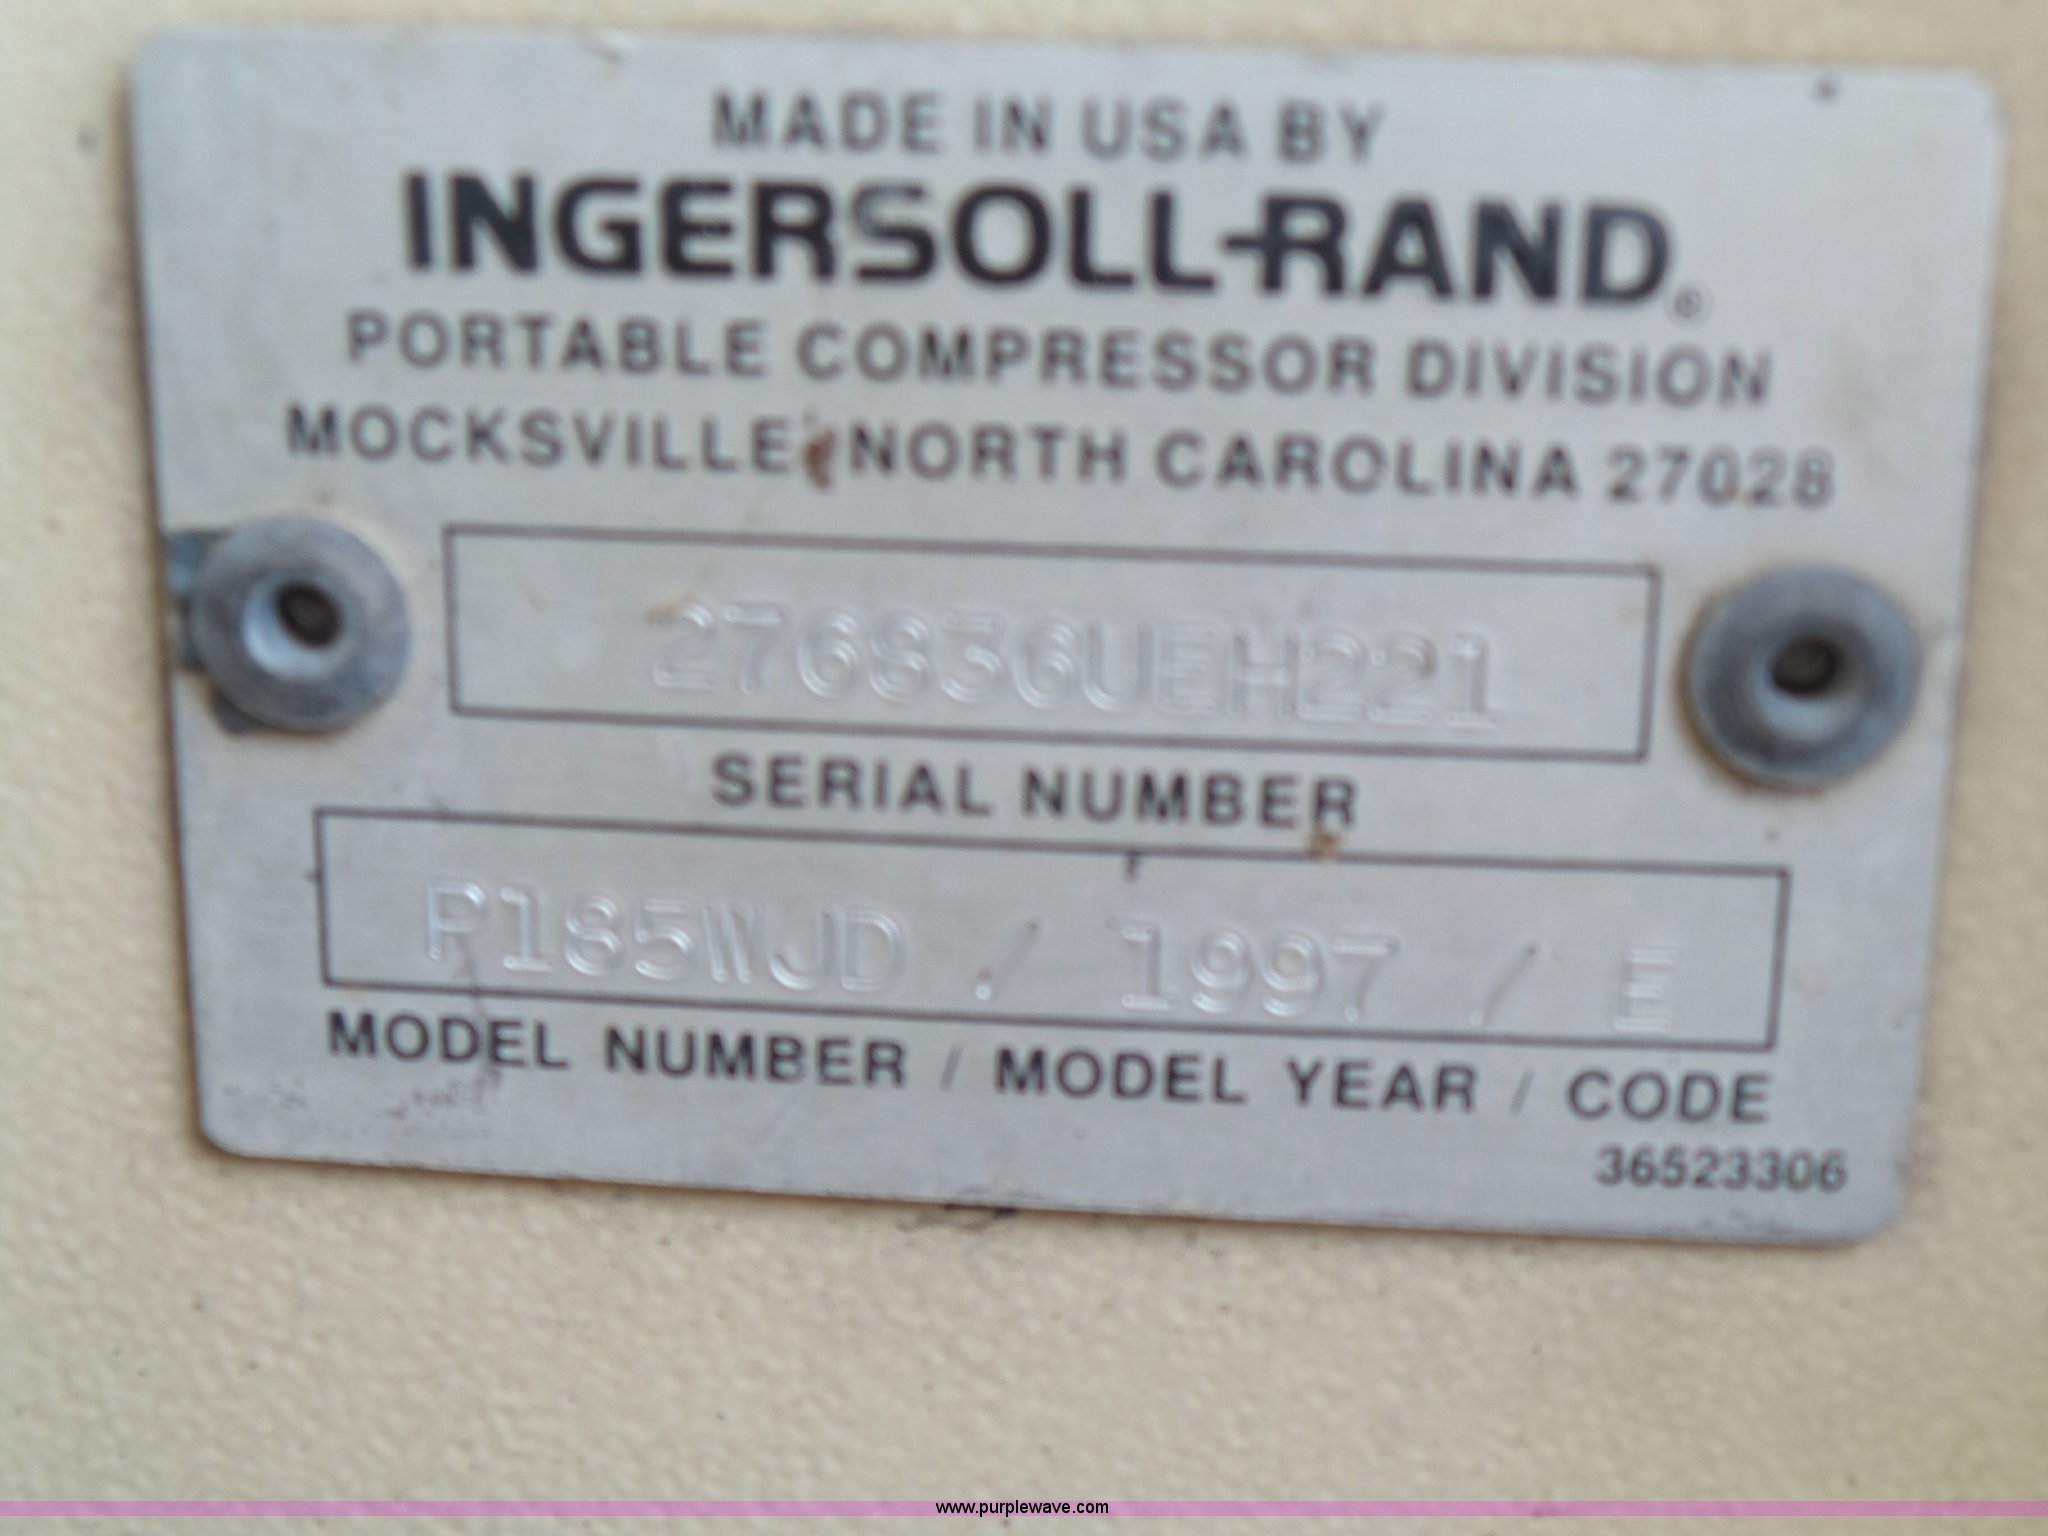 MADE IN USA BY
INGERSOLL-RAND®
PORTABLE COMPRESSOR DIVISION
MOCKSVILLE, NORTH CAROLINA 27028
276836UEH221
SERIAL NUMBER
P185WJD / 1997 / E
MODEL NUMBER / MODEL YEAR / CODE
36523306
www.purplewave.com